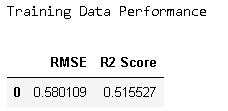 Training Data Performance
RMSE R2 Score
0 0.580109 0.515527